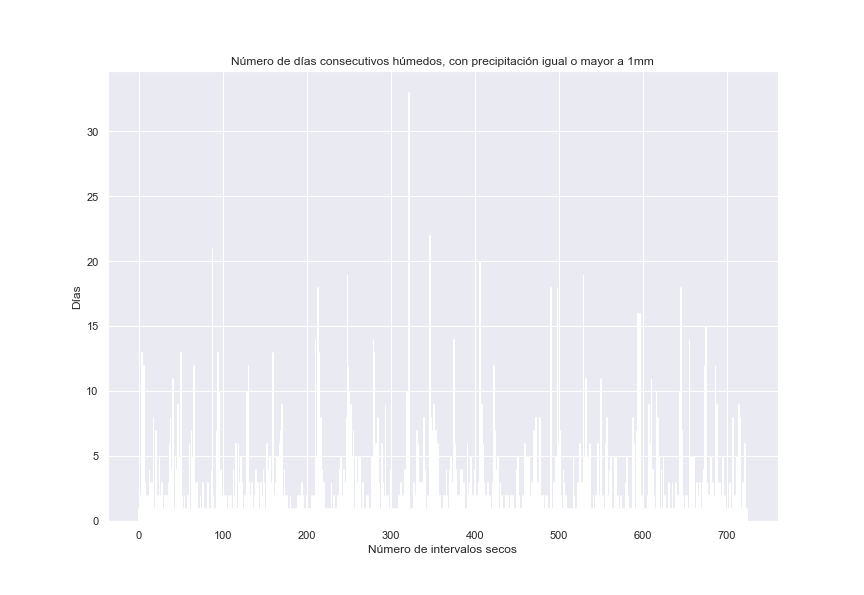 Número de días consecutivos húmedos, con precipitación igual o mayor a 1mm
30
25
20
15
10
5
0
Días
0 100 200 300 400 500 600 700
Número de intervalos secos